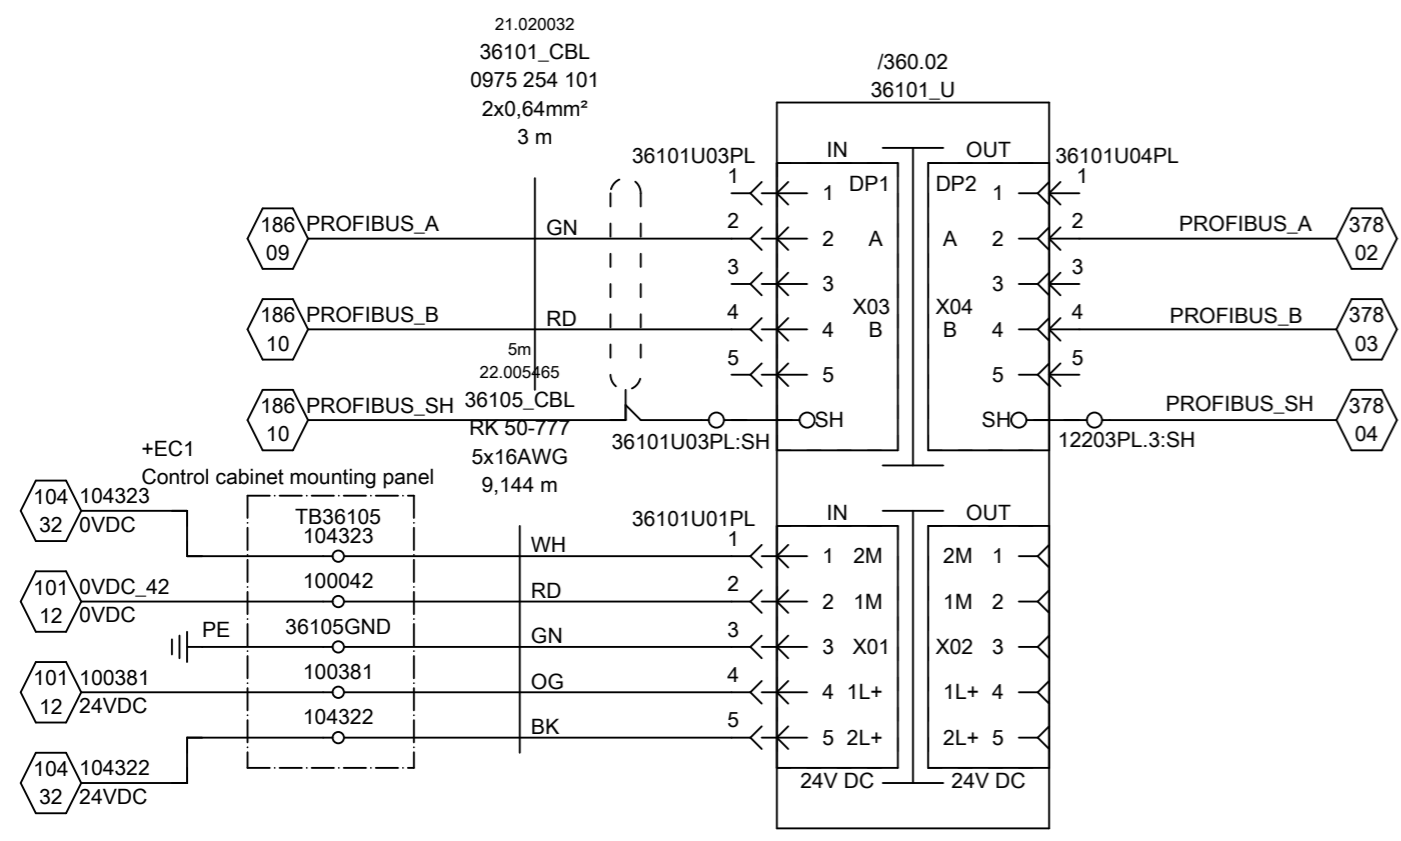 21.020032
36101_CBL
0975 254 101
2x0,64mm²
3 m
/360.02
36101_U
36101U03PL
IN
OUT
36101U04PL
1
1
DP1
DP2
1
1
186
09
PROFIBUS_A
GN
2
2
A
A
2
2
PROFIBUS_A
378
02
3
3
3
3
X03
X04
186
10
PROFIBUS_B
RD
4
4
B
B
4
4
PROFIBUS_B
378
03
5
5
5
5
5m
22.005465
36105_CBL
RK 50-777
5x16AWG
9,144 m
186
10
PROFIBUS_SH
36101U03PL:SH
SH
SH
12203PL.3:SH
PROFIBUS_SH
378
04
+EC1
Control cabinet mounting panel
TB36105
36101U01PL
IN
OUT
104
32
104323
0VDC
104323
WH
1
1
2M
2M
1
101
12
0VDC_42
0VDC
100042
RD
2
2
1M
1M
2
PE
36105GND
GN
3
3
X01
X02
3
101
12
100381
24VDC
100381
OG
4
4
1L+
1L+
4
104
32
104322
24VDC
104322
BK
5
5
2L+
2L+
5
24V DC
24V DC